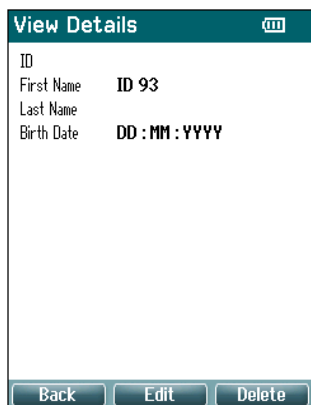 View Details
ID
First Name ID 93
Last Name
Birth Date DD : MM : YYYY
Back Edit Delete